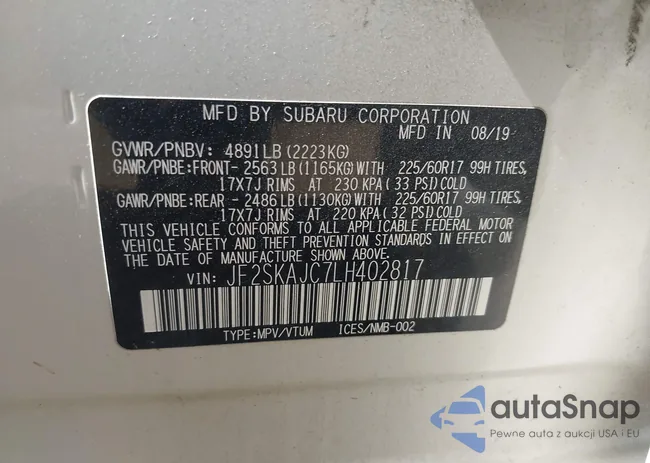 MFD BY SUBARU CORPORATION
MFD IN 08/19
GVWR/PNBV: 4891LB(2223KG)
GAWR/PNBE:FRONT- 2563LB(1165KG)WITH 225/60R17 99H TIRES,
17X7J RIMS AT 230 KPA(33 PSI)COLD
GAWR/PNBE:REAR - 2486LB(1130KG)WITH 225/60R17 99H TIRES,
17X7J RIMS AT 220 KPA(32 PSI)COLD
THIS VEHICLE CONFORMS TO ALL APPLICABLE FEDERAL MOTOR
VEHICLE SAFETY AND THEFT PREVENTION STANDARDS IN EFFECT ON
THE DATE OF MANUFACTURE SHOWN ABOVE.
VIN: JF2SKAJC7LH402817
TYPE:MPV/VTUM ICES/NMB-002
autaSnap
Pewne auta z aukcji USA i EU